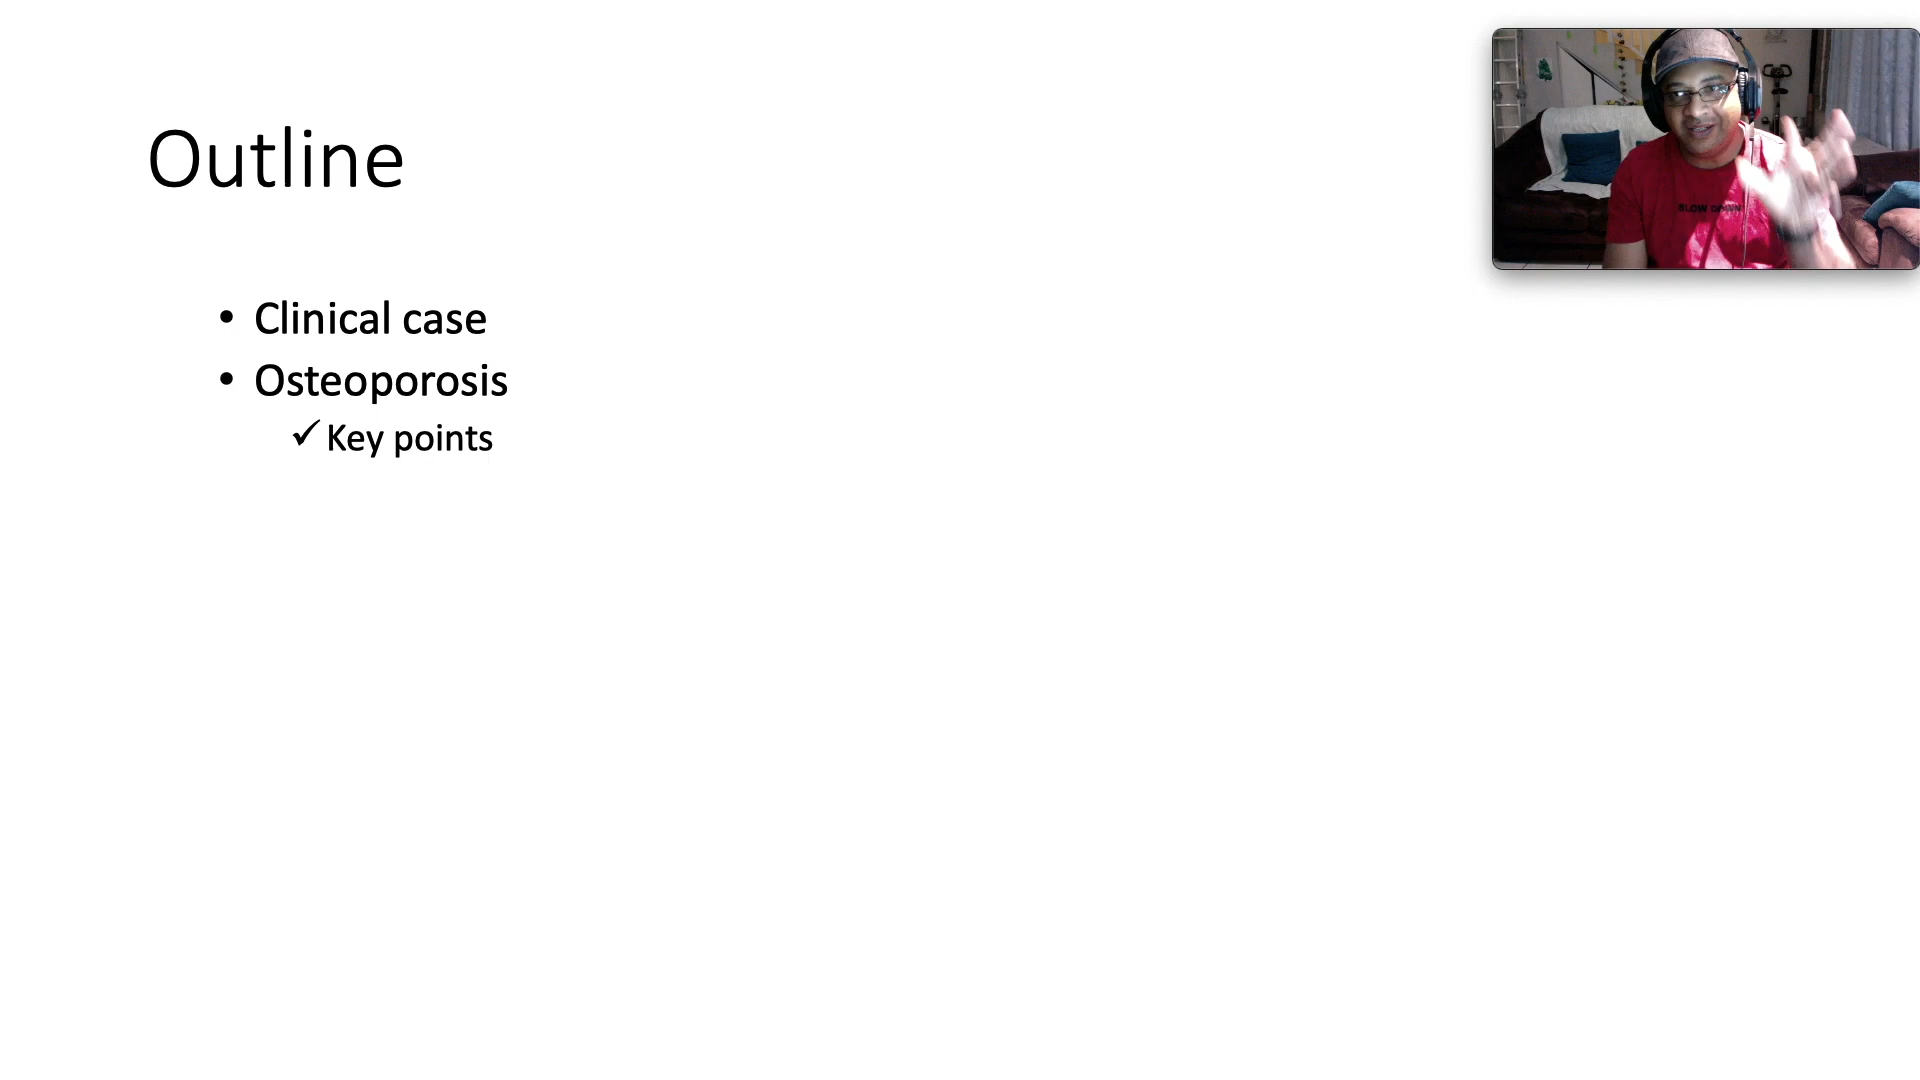 Outline
• Clinical case
• Osteoporosis
✓ Key points